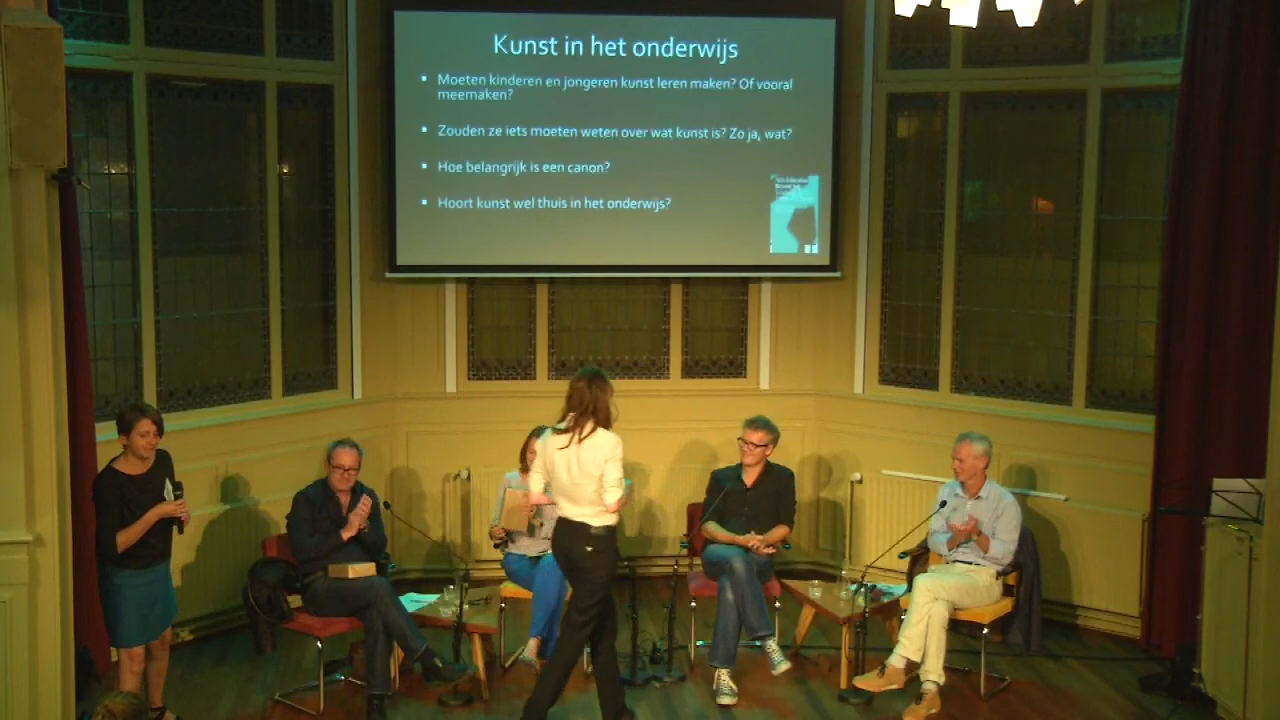 Kunst in het onderwijs
▪ Moeten kinderen en jongeren kunst leren maken? Of vooral
meemaken?
▪ Zouden ze iets moeten weten over wat kunst is? Zo ja, wat?
▪ Hoe belangrijk is een canon?
▪ Hoort kunst wel thuis in het onderwijs?